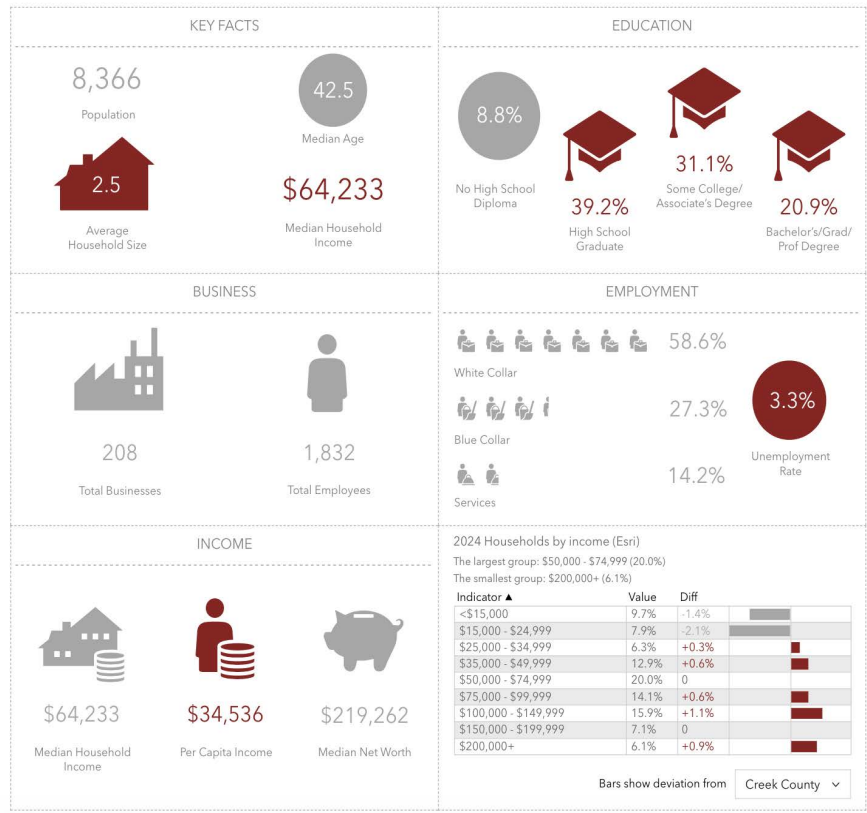 KEY FACTS
8,366
Population
42.5
Median Age
2.5
Average
Household Size
$64,233
Median Household
Income
EDUCATION
8.8%
No High School
Diploma
39.2%
High School
Graduate
31.1%
Some College/
Associate's Degree
20.9%
Bachelor's/Grad/
Prof Degree
BUSINESS
208
Total Businesses
1,832
Total Employees
EMPLOYMENT
58.6%
White Collar
27.3%
Blue Collar
14.2%
Services
3.3%
Unemployment
Rate
INCOME
$64,233
Median Household
Income
$34,536
Per Capita Income
$219,262
Median Net Worth
2024 Households by income (Esri)
The largest group: $50,000 - $74,999 (20.0%)
The smallest group: $200,000+ (6.1%)
Indicator ▲ Value Diff
<$15,000 9.7% -1.4%
$15,000 - $24,999 7.9% -2.1%
$25,000 - $34,999 6.3% +0.3%
$35,000 - $49,999 12.9% +0.6%
$50,000 - $74,999 20.0% 0
$75,000 - $99,999 14.1% +0.6%
$100,000 - $149,999 15.9% +1.1%
$150,000 - $199,999 7.1% 0
$200,000+ 6.1% +0.9%
Bars show deviation from Creek County